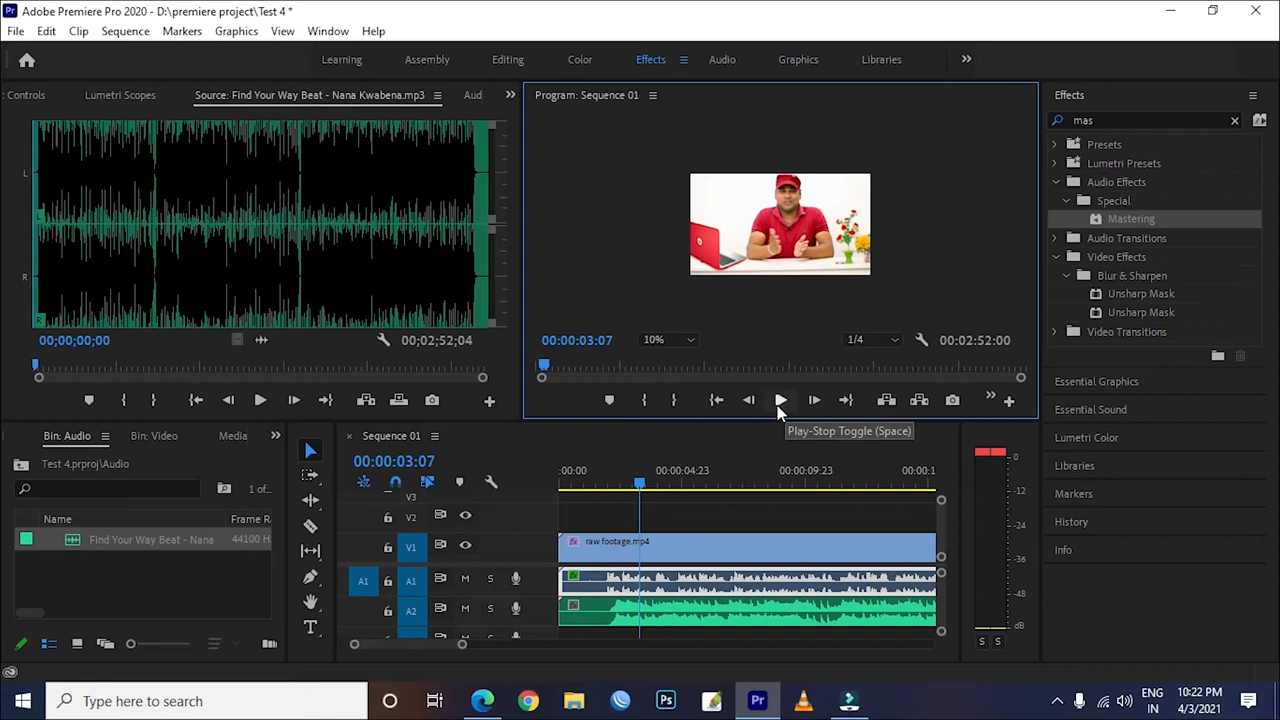 Pr Adobe Premiere Pro 2020 - D:\premiere project\Test 4 *
File Edit Clip Sequence Markers Graphics View Window Help
Learning Assembly Editing Color Effects Audio Graphics Libraries
Controls Lumetri Scopes Source: Find Your Way Beat - Nana Kwabena.mp3 Aud
L
R
R
00;00;00;00 00;02;52;04
Program: Sequence 01
00:00:03:07 10% 1/4 00:02:52:00
Play-Stop Toggle (Space)
Effects
mas
Presets
Lumetri Presets
Audio Effects
Special
Mastering
Audio Transitions
Video Effects
Blur & Sharpen
Unsharp Mask
Unsharp Mask
Video Transitions
Essential Graphics
Essential Sound
Lumetri Color
Libraries
Markers
History
Info
Bin: Audio Bin: Video Media
Test 4.prproj\Audio
1 of...
Name Frame R
Find Your Way Beat - Nana 44100 H
Sequence 01
00:00:03:07
:00:00 00:00:04:23 00:00:09:23 00:00:1
V3
V2
V1 raw footage.mp4
A1 A1 M S
A2 M S
0
-12
-24
-36
-48
dB
S S
Type here to search
Ps
Pr
ENG
IN
10:22 PM
4/3/2021